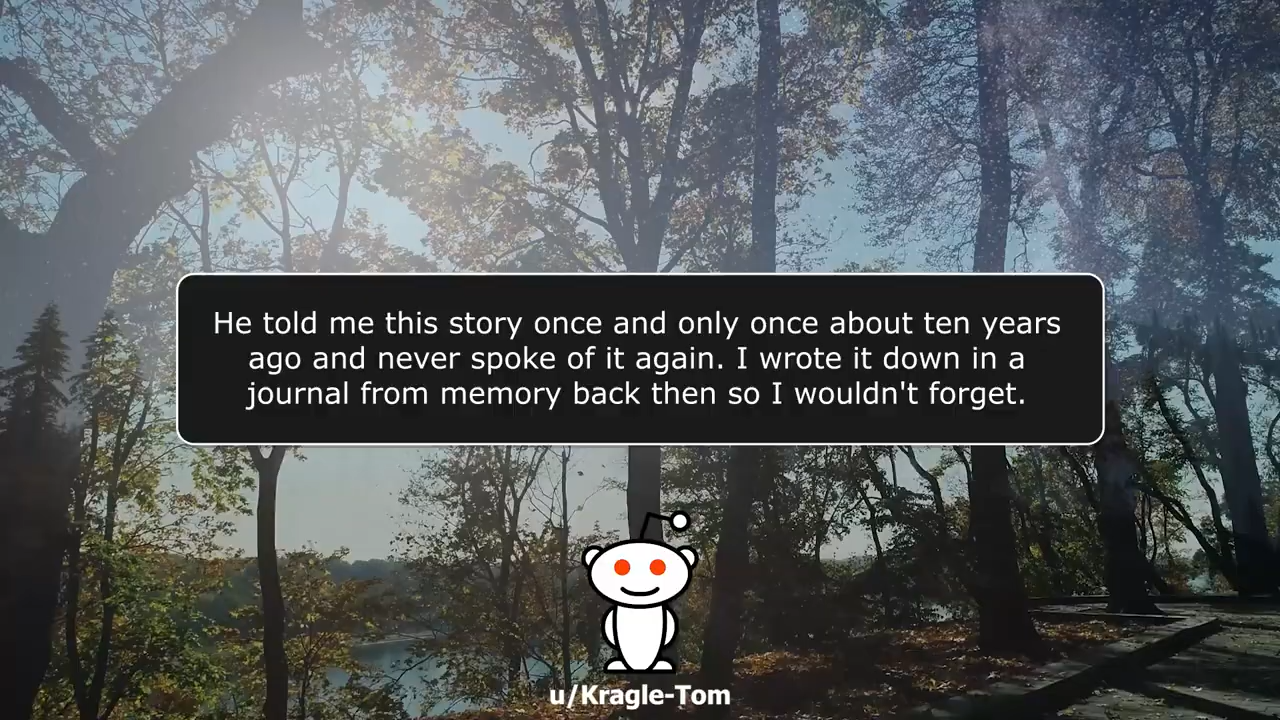 He told me this story once and only once about ten years
ago and never spoke of it again. I wrote it down in a
journal from memory back then so I wouldn't forget.
u/Kragle-Tom